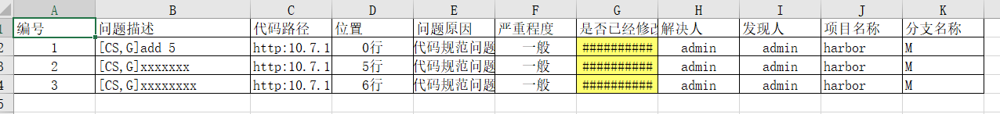 A B C D E F G H I J K
1 编号 问题描述 代码路径 位置 问题原因 严重程度 是否已经修改 解决人 发现人 项目名称 分支名称
2 1 [CS,G]add 5 http:10.7.1 0行 代码规范问题 一般 ########## admin admin harbor M
3 2 [CS,G]xxxxxxx http:10.7.1 5行 代码规范问题 一般 ########## admin admin harbor M
4 3 [CS,G]xxxxxxxx http:10.7.1 6行 代码规范问题 一般 ########## admin admin harbor M
5